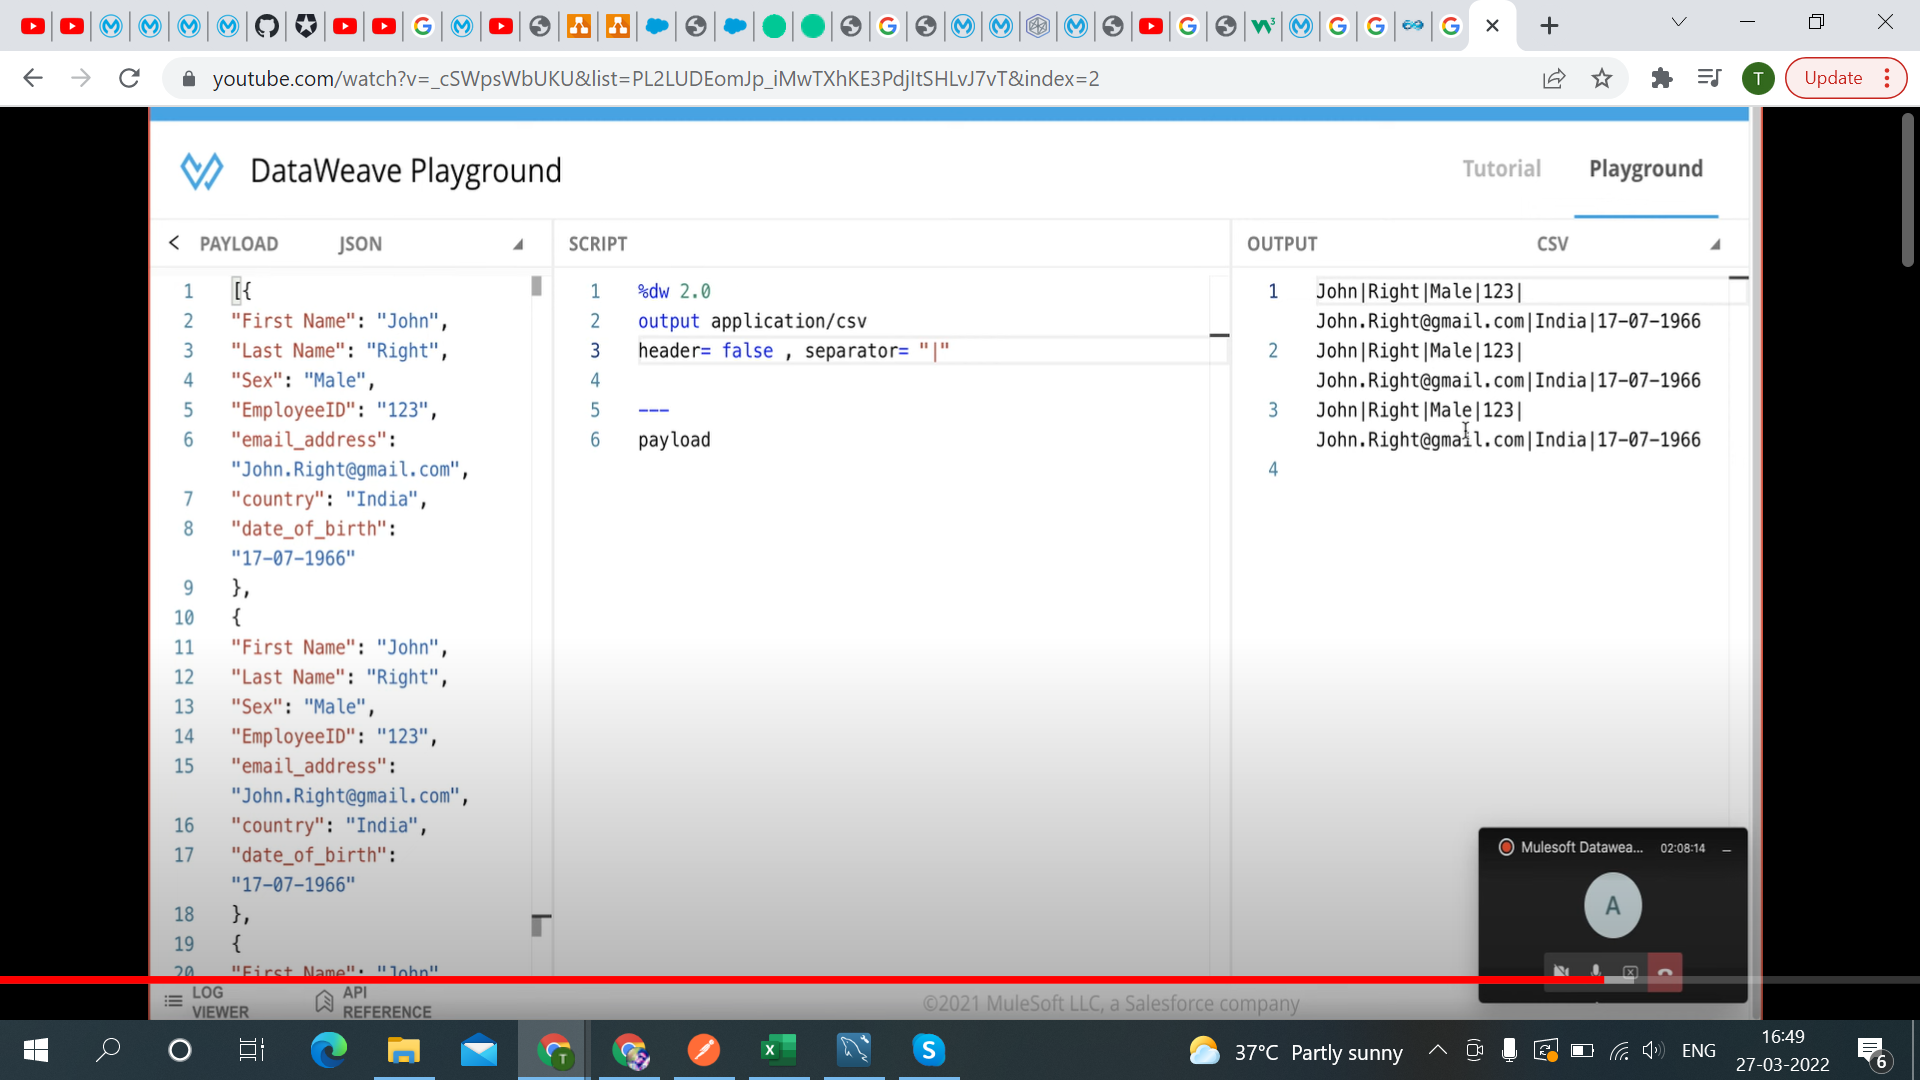 youtube.com/watch?v=_cSWpsWbUKU&list=PL2LUDEomJp_iMwTXhKE3PdjItSHLvJ7vT&index=2
T
Update
DataWeave Playground
Tutorial
Playground
PAYLOAD JSON
SCRIPT
OUTPUT CSV
1 [{
2 "First Name": "John",
3 "Last Name": "Right",
4 "Sex": "Male",
5 "EmployeeID": "123",
6 "email_address":
"John.Right@gmail.com",
7 "country": "India",
8 "date_of_birth":
"17-07-1966"
9 },
10 {
11 "First Name": "John",
12 "Last Name": "Right",
13 "Sex": "Male",
14 "EmployeeID": "123",
15 "email_address":
"John.Right@gmail.com",
16 "country": "India",
17 "date_of_birth":
"17-07-1966"
18 },
19 {
20 "First Name": "John"
1 %dw 2.0
2 output application/csv
3 header= false , separator= "|"
4
5 ---
6 payload
1 John|Right|Male|123|
John.Right@gmail.com|India|17-07-1966
2 John|Right|Male|123|
John.Right@gmail.com|India|17-07-1966
3 John|Right|Male|123|
John.Right@gmail.com|India|17-07-1966
4
Mulesoft Datawea... 02:08:14
A
LOG
VIEWER
API
REFERENCE
©2021 MuleSoft LLC, a Salesforce company
T
37°C Partly sunny
ENG
16:49
27-03-2022
6